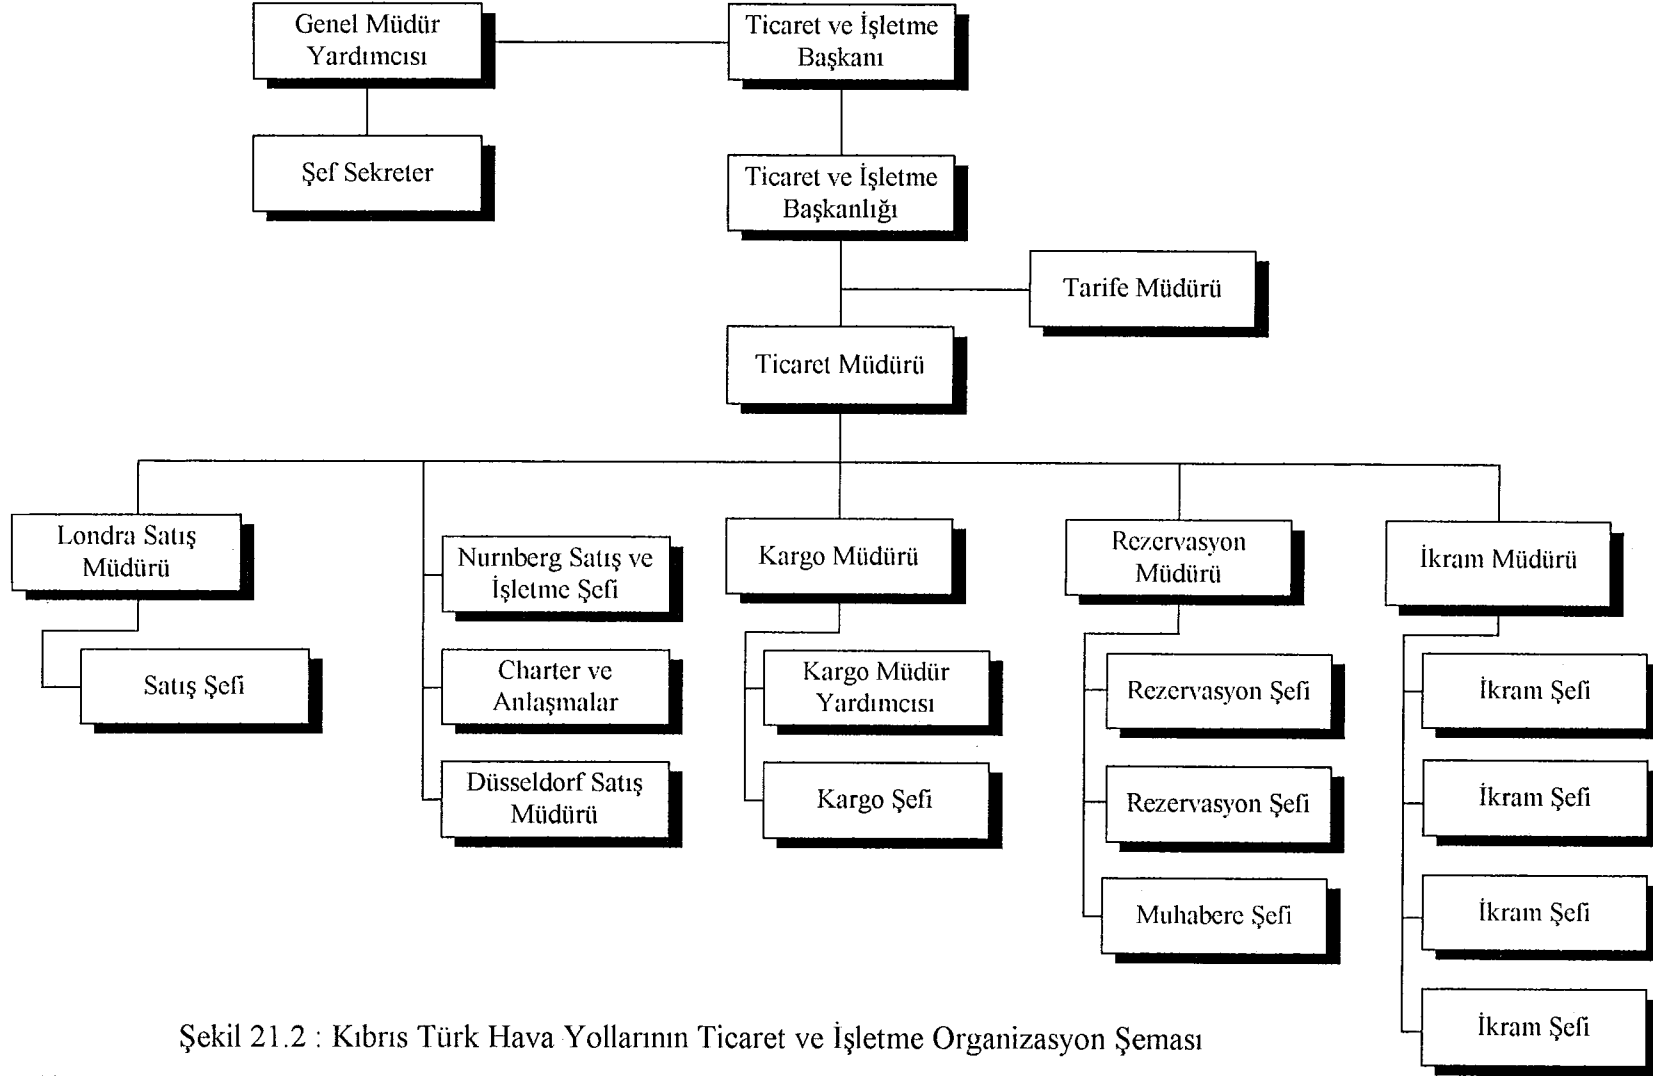 Genel Müdür
Yardımcısı
Ticaret ve İşletme
Başkanı
Şef Sekreter
Ticaret ve İşletme
Başkanlığı
Tarife Müdürü
Ticaret Müdürü
Londra Satış
Müdürü
Nurnberg Satış ve
İşletme Şefi
Kargo Müdürü
Rezervasyon
Müdürü
İkram Müdürü
Satış Şefi
Charter ve
Anlaşmalar
Kargo Müdür
Yardımcısı
Rezervasyon Şefi
İkram Şefi
Düsseldorf Satış
Müdürü
Kargo Şefi
Rezervasyon Şefi
İkram Şefi
Muhabere Şefi
İkram Şefi
İkram Şefi
Şekil 21.2 : Kıbrıs Türk Hava Yollarının Ticaret ve İşletme Organizasyon Şeması